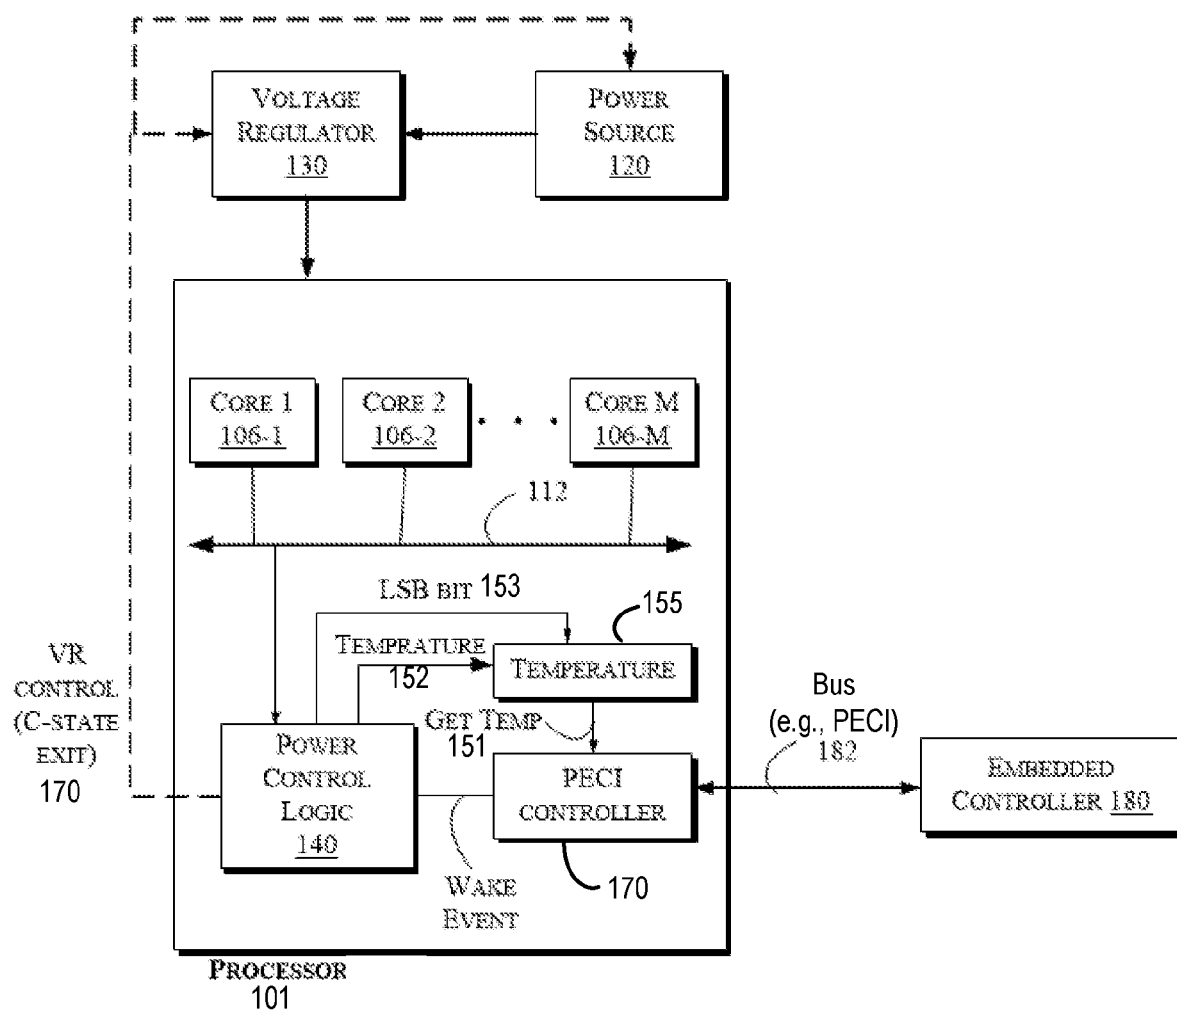 VOLTAGE
REGULATOR
130
POWER
SOURCE
120
CORE 1
106-1
CORE 2
106-2
. . .
CORE M
106-M
112
LSB BIT 153
155
TEMPRATURE
152
TEMPERATURE
VR
CONTROL
(C-STATE
EXIT)
170
GET TEMP
151
POWER
CONTROL
LOGIC
140
PECI
CONTROLLER
Bus
(e.g., PECI)
182
EMBEDDED
CONTROLLER 180
WAKE
EVENT
170
PROCESSOR
101